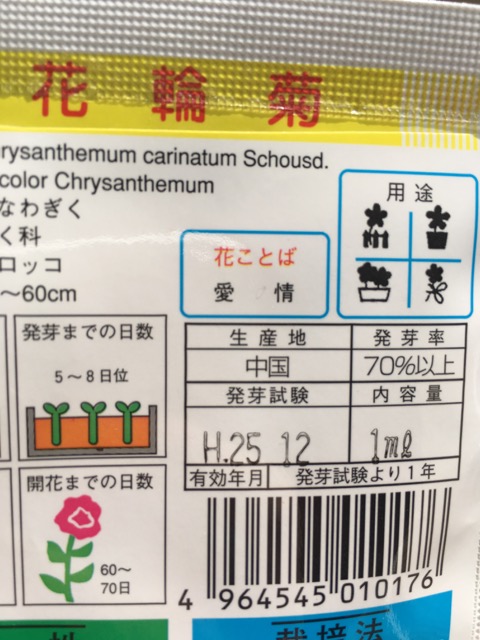 花輪菊
rysanthemum carinatum Schousd.
color Chrysanthemum
なわぎく
く科
ロッコ
～60cm
用途
花ことば
愛情
発芽までの日数
5～8日位
生産地
発芽率
中国
70%以上
発芽試験
内容量
H.25 12
1mℓ
有効年月
発芽試験より1年
開花までの日数
60～
70日
4 964545 010176
性
栽培法